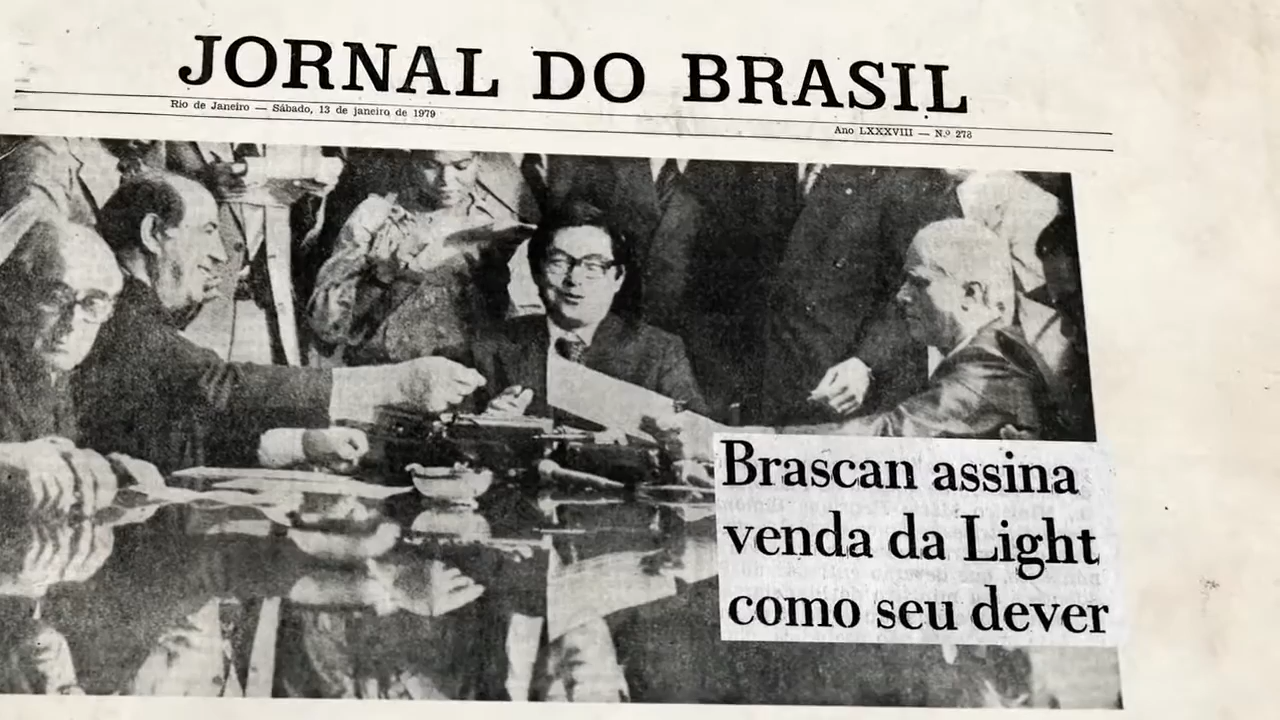 JORNAL DO BRASIL
Rio de Janeiro — Sábado, 13 de janeiro de 1979
Ano LXXXVIII — N.º 278
Brascan assina
venda da Light
como seu dever